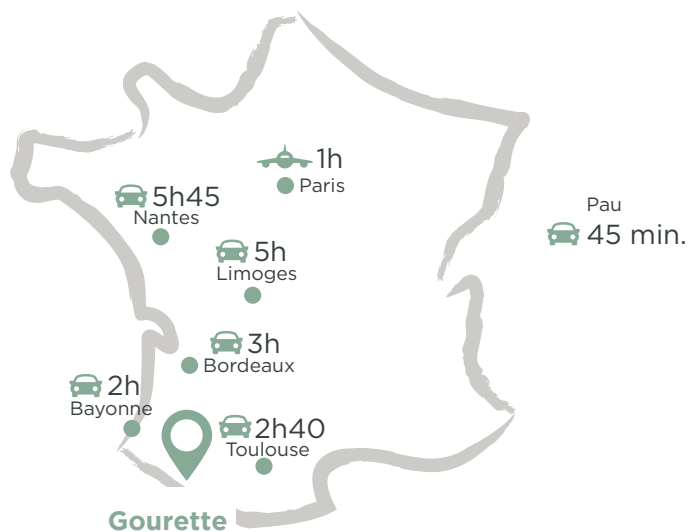 1h
Paris
5h45
Nantes
Pau
45 min.
5h
Limoges
3h
Bordeaux
2h
Bayonne
2h40
Toulouse
Gourette